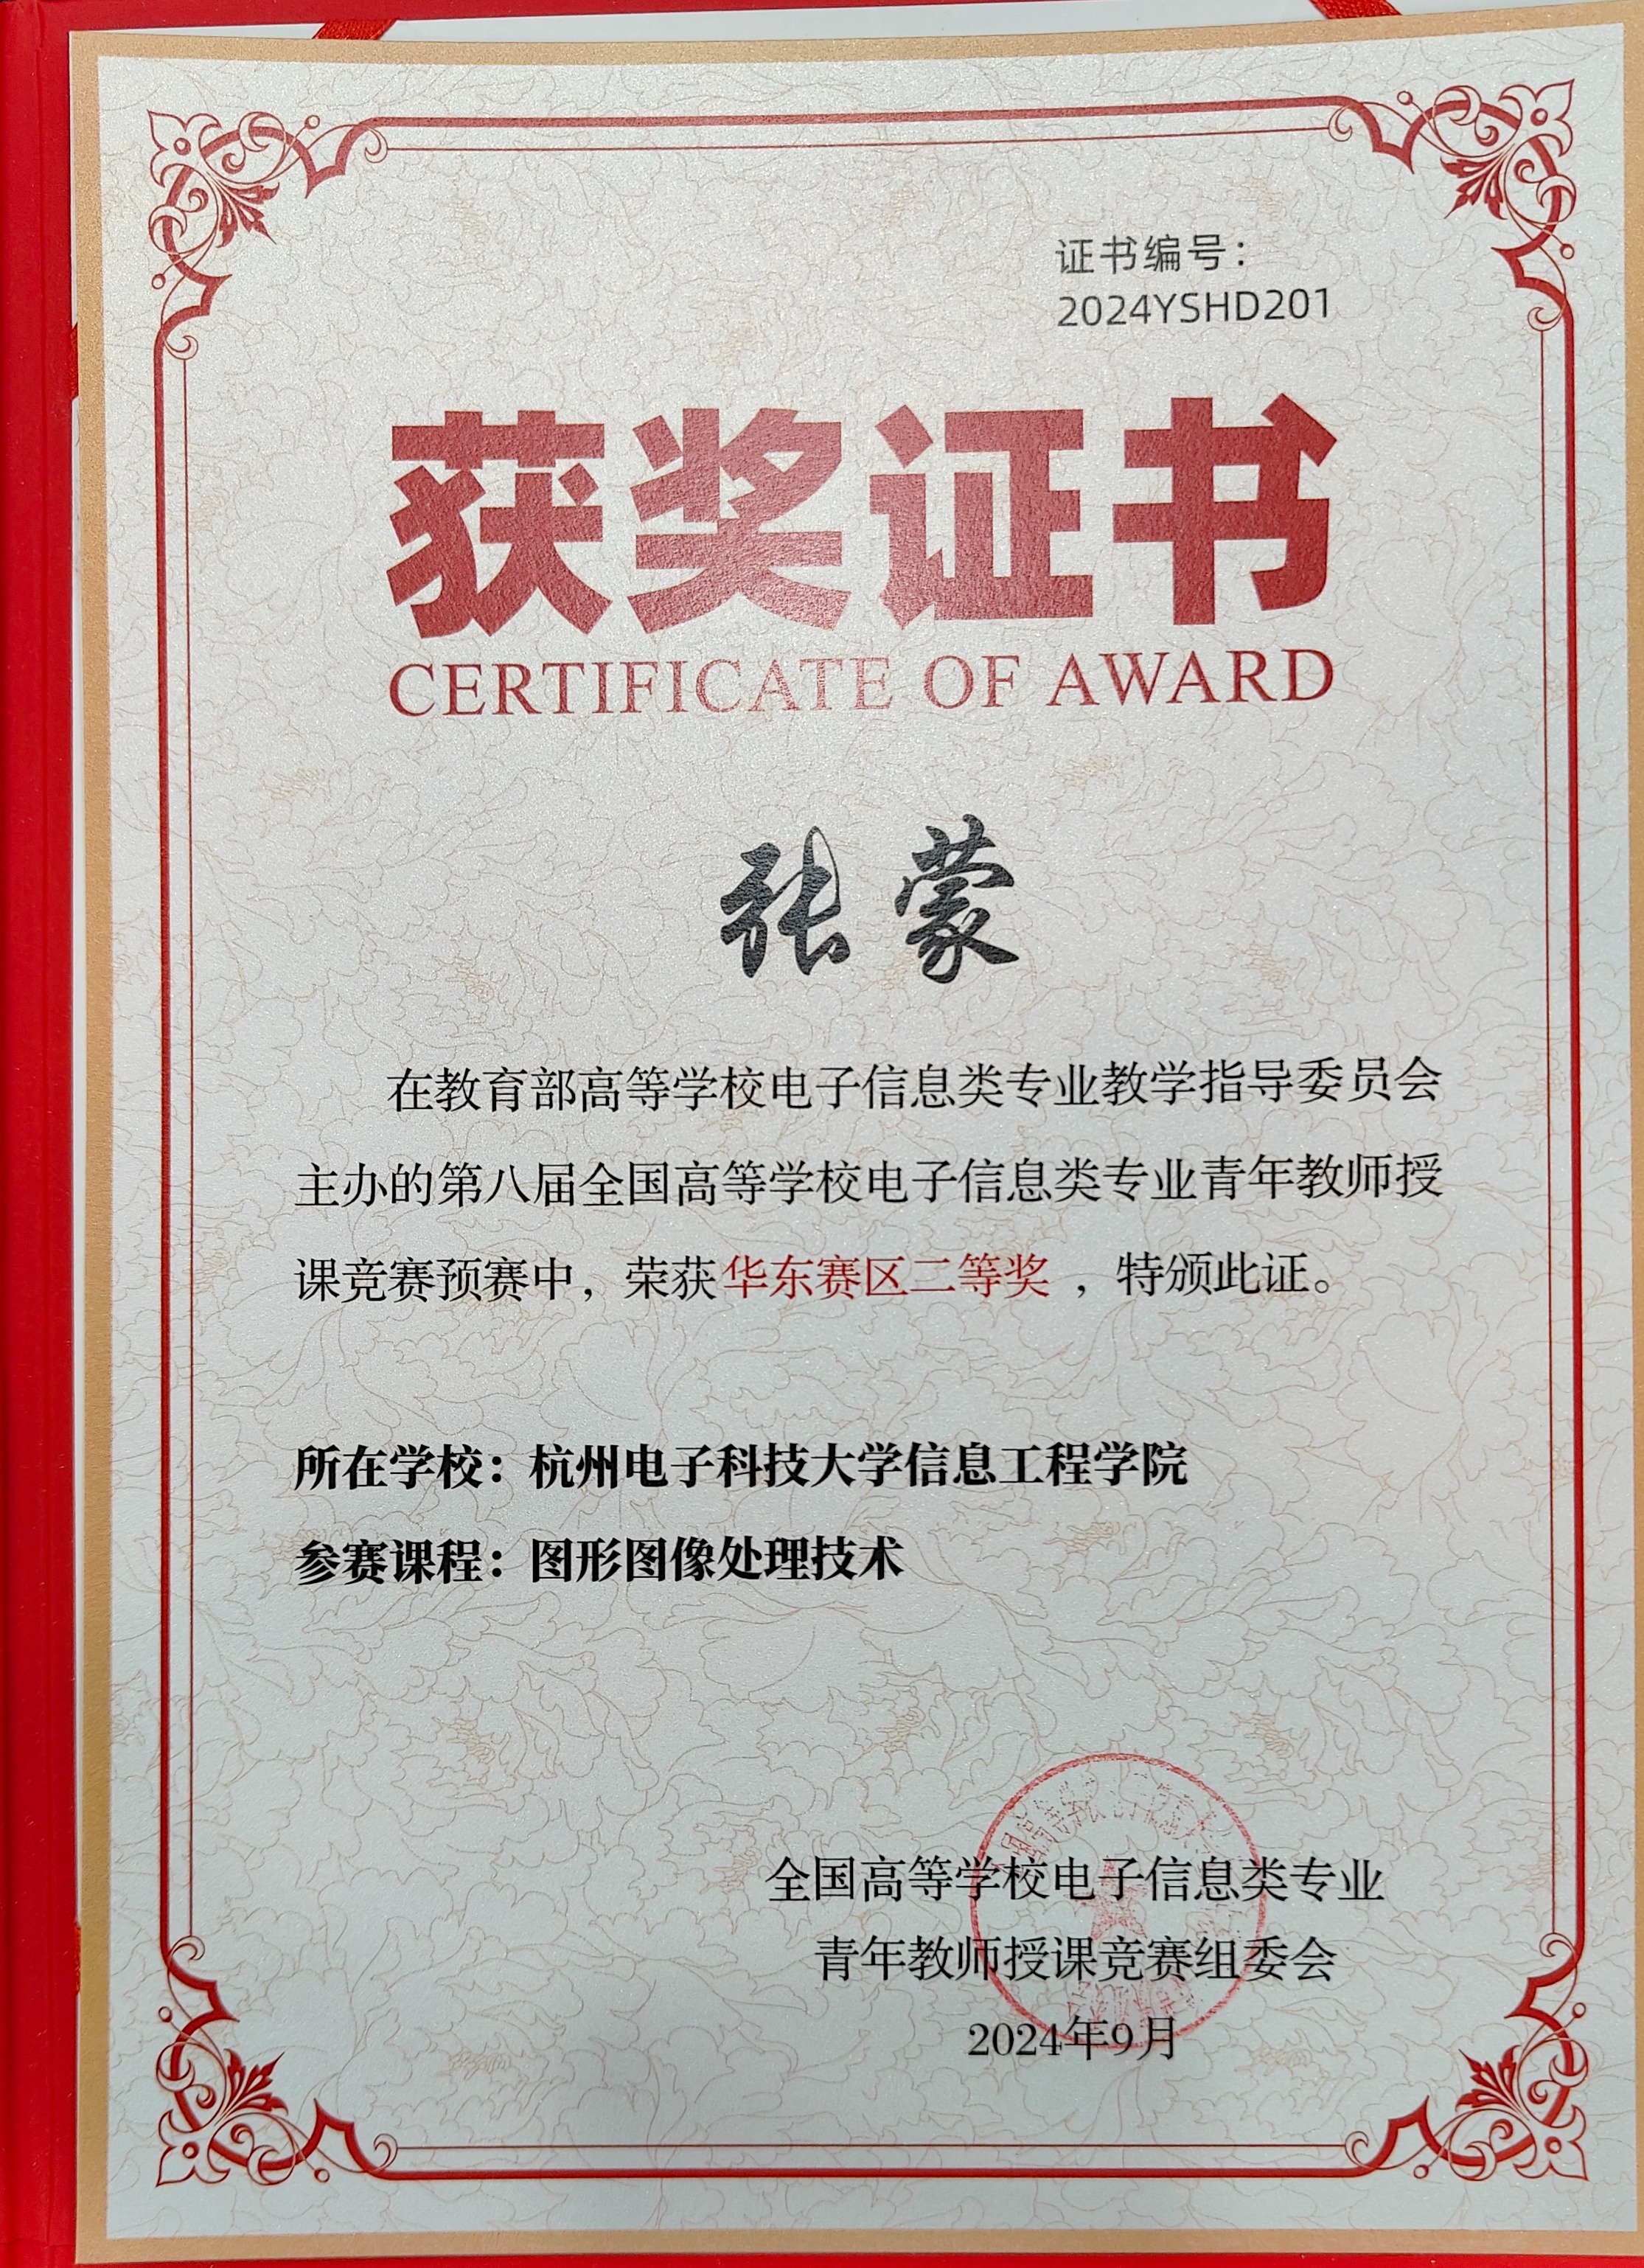 证书编号：
2024YSHD201
获奖证书
CERTIFICATE OF AWARD
张蒙
在教育部高等学校电子信息类专业教学指导委员会
主办的第八届全国高等学校电子信息类专业青年教师授
课竞赛预赛中，荣获华东赛区二等奖，特颁此证。
所在学校：杭州电子科技大学信息工程学院
参赛课程：图形图像处理技术
全国高等学校电子信息类专业
青年教师授课竞赛组委会
2024年9月